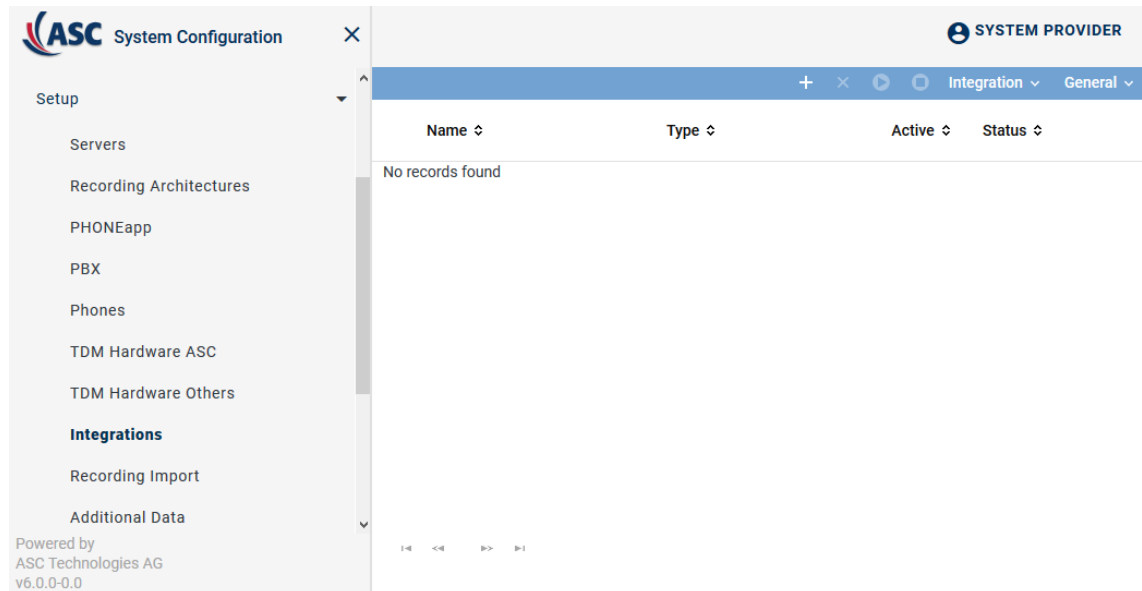 ASC System Configuration
SYSTEM PROVIDER
Integration General
Setup
Name Type Active Status
Servers
No records found
Recording Architectures
PHONEapp
PBX
Phones
TDM Hardware ASC
TDM Hardware Others
Integrations
Recording Import
Additional Data
Powered by
ASC Technologies AG
v6.0.0-0.0